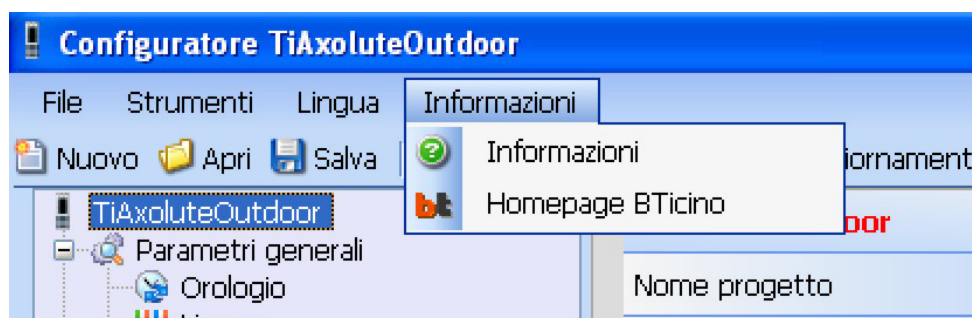 Configuratore TiAxoluteOutdoor
File Strumenti Lingua Informazioni
Nuovo Apri Salva
Informazioni
Homepage BTicino
TiAxoluteOutdoor
Parametri generali
Orologio
Nome progetto